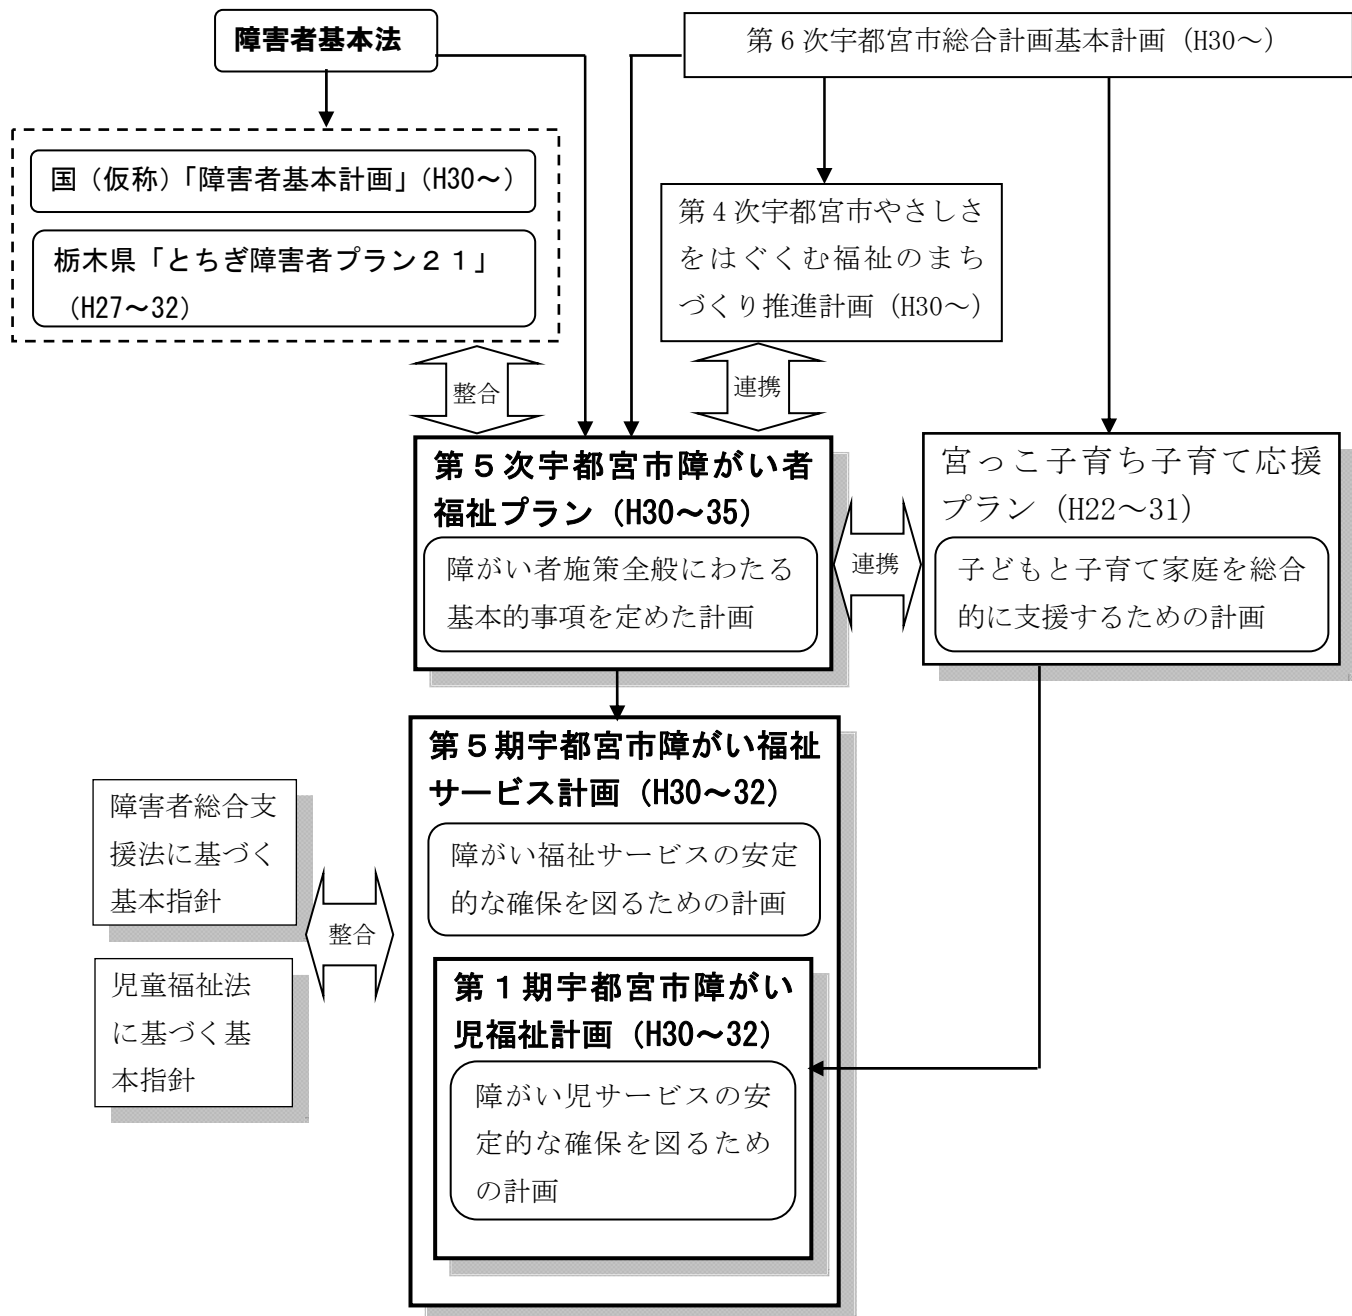 障害者基本法
第６次宇都宮市総合計画基本計画（H30～）
国（仮称）「障害者基本計画」（H30～）
栃木県「とちぎ障害者プラン２１」
（H27～32）
第４次宇都宮市やさしさ
をはぐくむ福祉のまち
づくり推進計画（H30～）
整合
連携
第５次宇都宮市障がい者
福祉プラン（H30～35）
障がい者施策全般にわたる
基本的事項を定めた計画
連携
宮っこ子育ち子育て応援
プラン（H22～31）
子どもと子育て家庭を総合
的に支援するための計画
第５期宇都宮市障がい福祉
サービス計画（H30～32）
障がい福祉サービスの安定
的な確保を図るための計画
障害者総合支
援法に基づく
基本指針
整合
児童福祉法
に基づく基
本指針
第１期宇都宮市障がい
児福祉計画（H30～32）
障がい児サービスの安
定的な確保を図るため
の計画